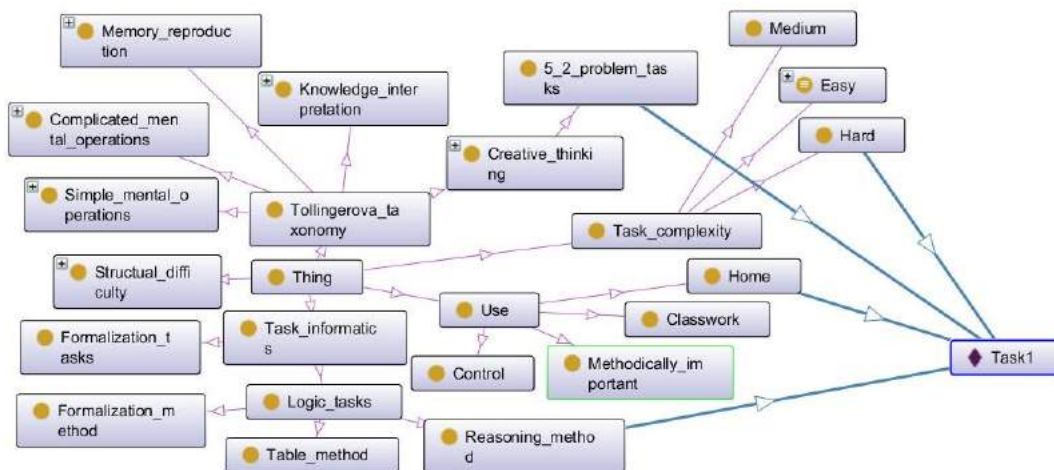 Memory_reproduc
tion
Medium
Knowledge_inter
pretation
5_2_problem_tas
ks
Easy
Complicated_men
tal_operations
Hard
Creative_thinki
ng
Simple_mental_o
perations
Tollingerova_ta
xonomy
Task_complexity
Structual_diffi
culty
Thing
Home
Use
Classwork
Formalization_t
asks
Task_informatic
s
Control
Methodically_im
portant
Task1
Formalization_m
ethod
Logic_tasks
Reasoning_metho
d
Table_method